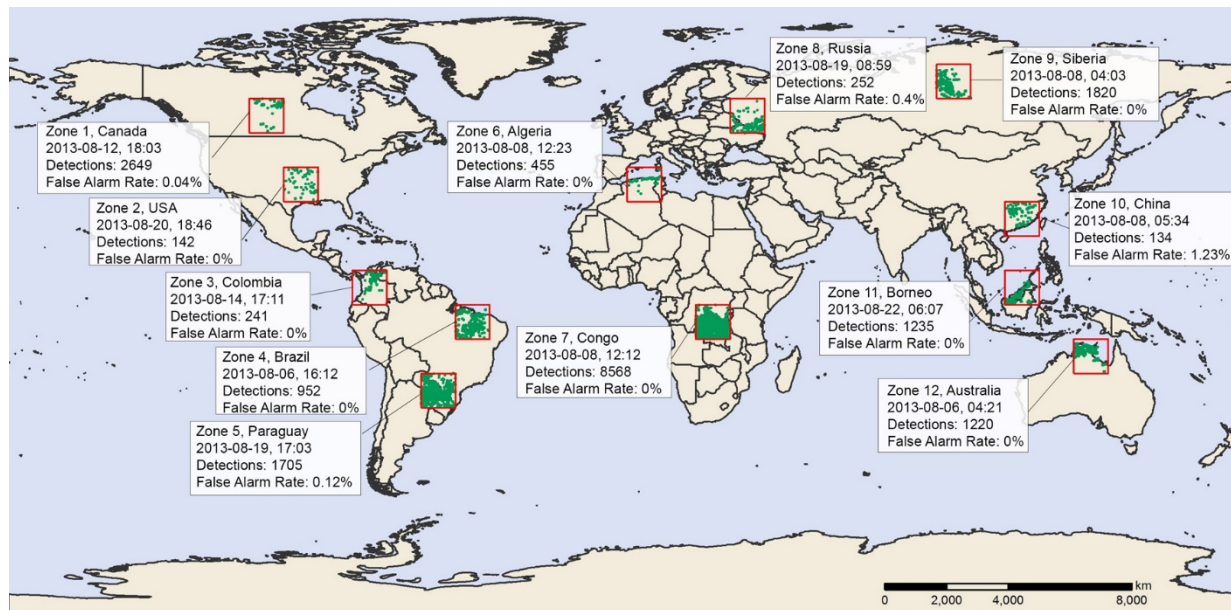 Zone 8, Russia
2013-08-19, 08:59
Detections: 252
False Alarm Rate: 0.4%
Zone 9, Siberia
2013-08-08, 04:03
Detections: 1820
False Alarm Rate: 0%
Zone 1, Canada
2013-08-12, 18:03
Detections: 2649
False Alarm Rate: 0.04%
Zone 6, Algeria
2013-08-08, 12:23
Detections: 455
False Alarm Rate: 0%
Zone 2, USA
2013-08-20, 18:46
Detections: 142
False Alarm Rate: 0%
Zone 10, China
2013-08-08, 05:34
Detections: 134
False Alarm Rate: 1.23%
Zone 3, Colombia
2013-08-14, 17:11
Detections: 241
False Alarm Rate: 0%
Zone 11, Borneo
2013-08-22, 06:07
Detections: 1235
False Alarm Rate: 0%
Zone 4, Brazil
2013-08-06, 16:12
Detections: 952
False Alarm Rate: 0%
Zone 7, Congo
2013-08-08, 12:12
Detections: 8568
False Alarm Rate: 0%
Zone 12, Australia
2013-08-06, 04:21
Detections: 1220
False Alarm Rate: 0%
Zone 5, Paraguay
2013-08-19, 17:03
Detections: 1705
False Alarm Rate: 0.12%
km
0 2,000 4,000 8,000